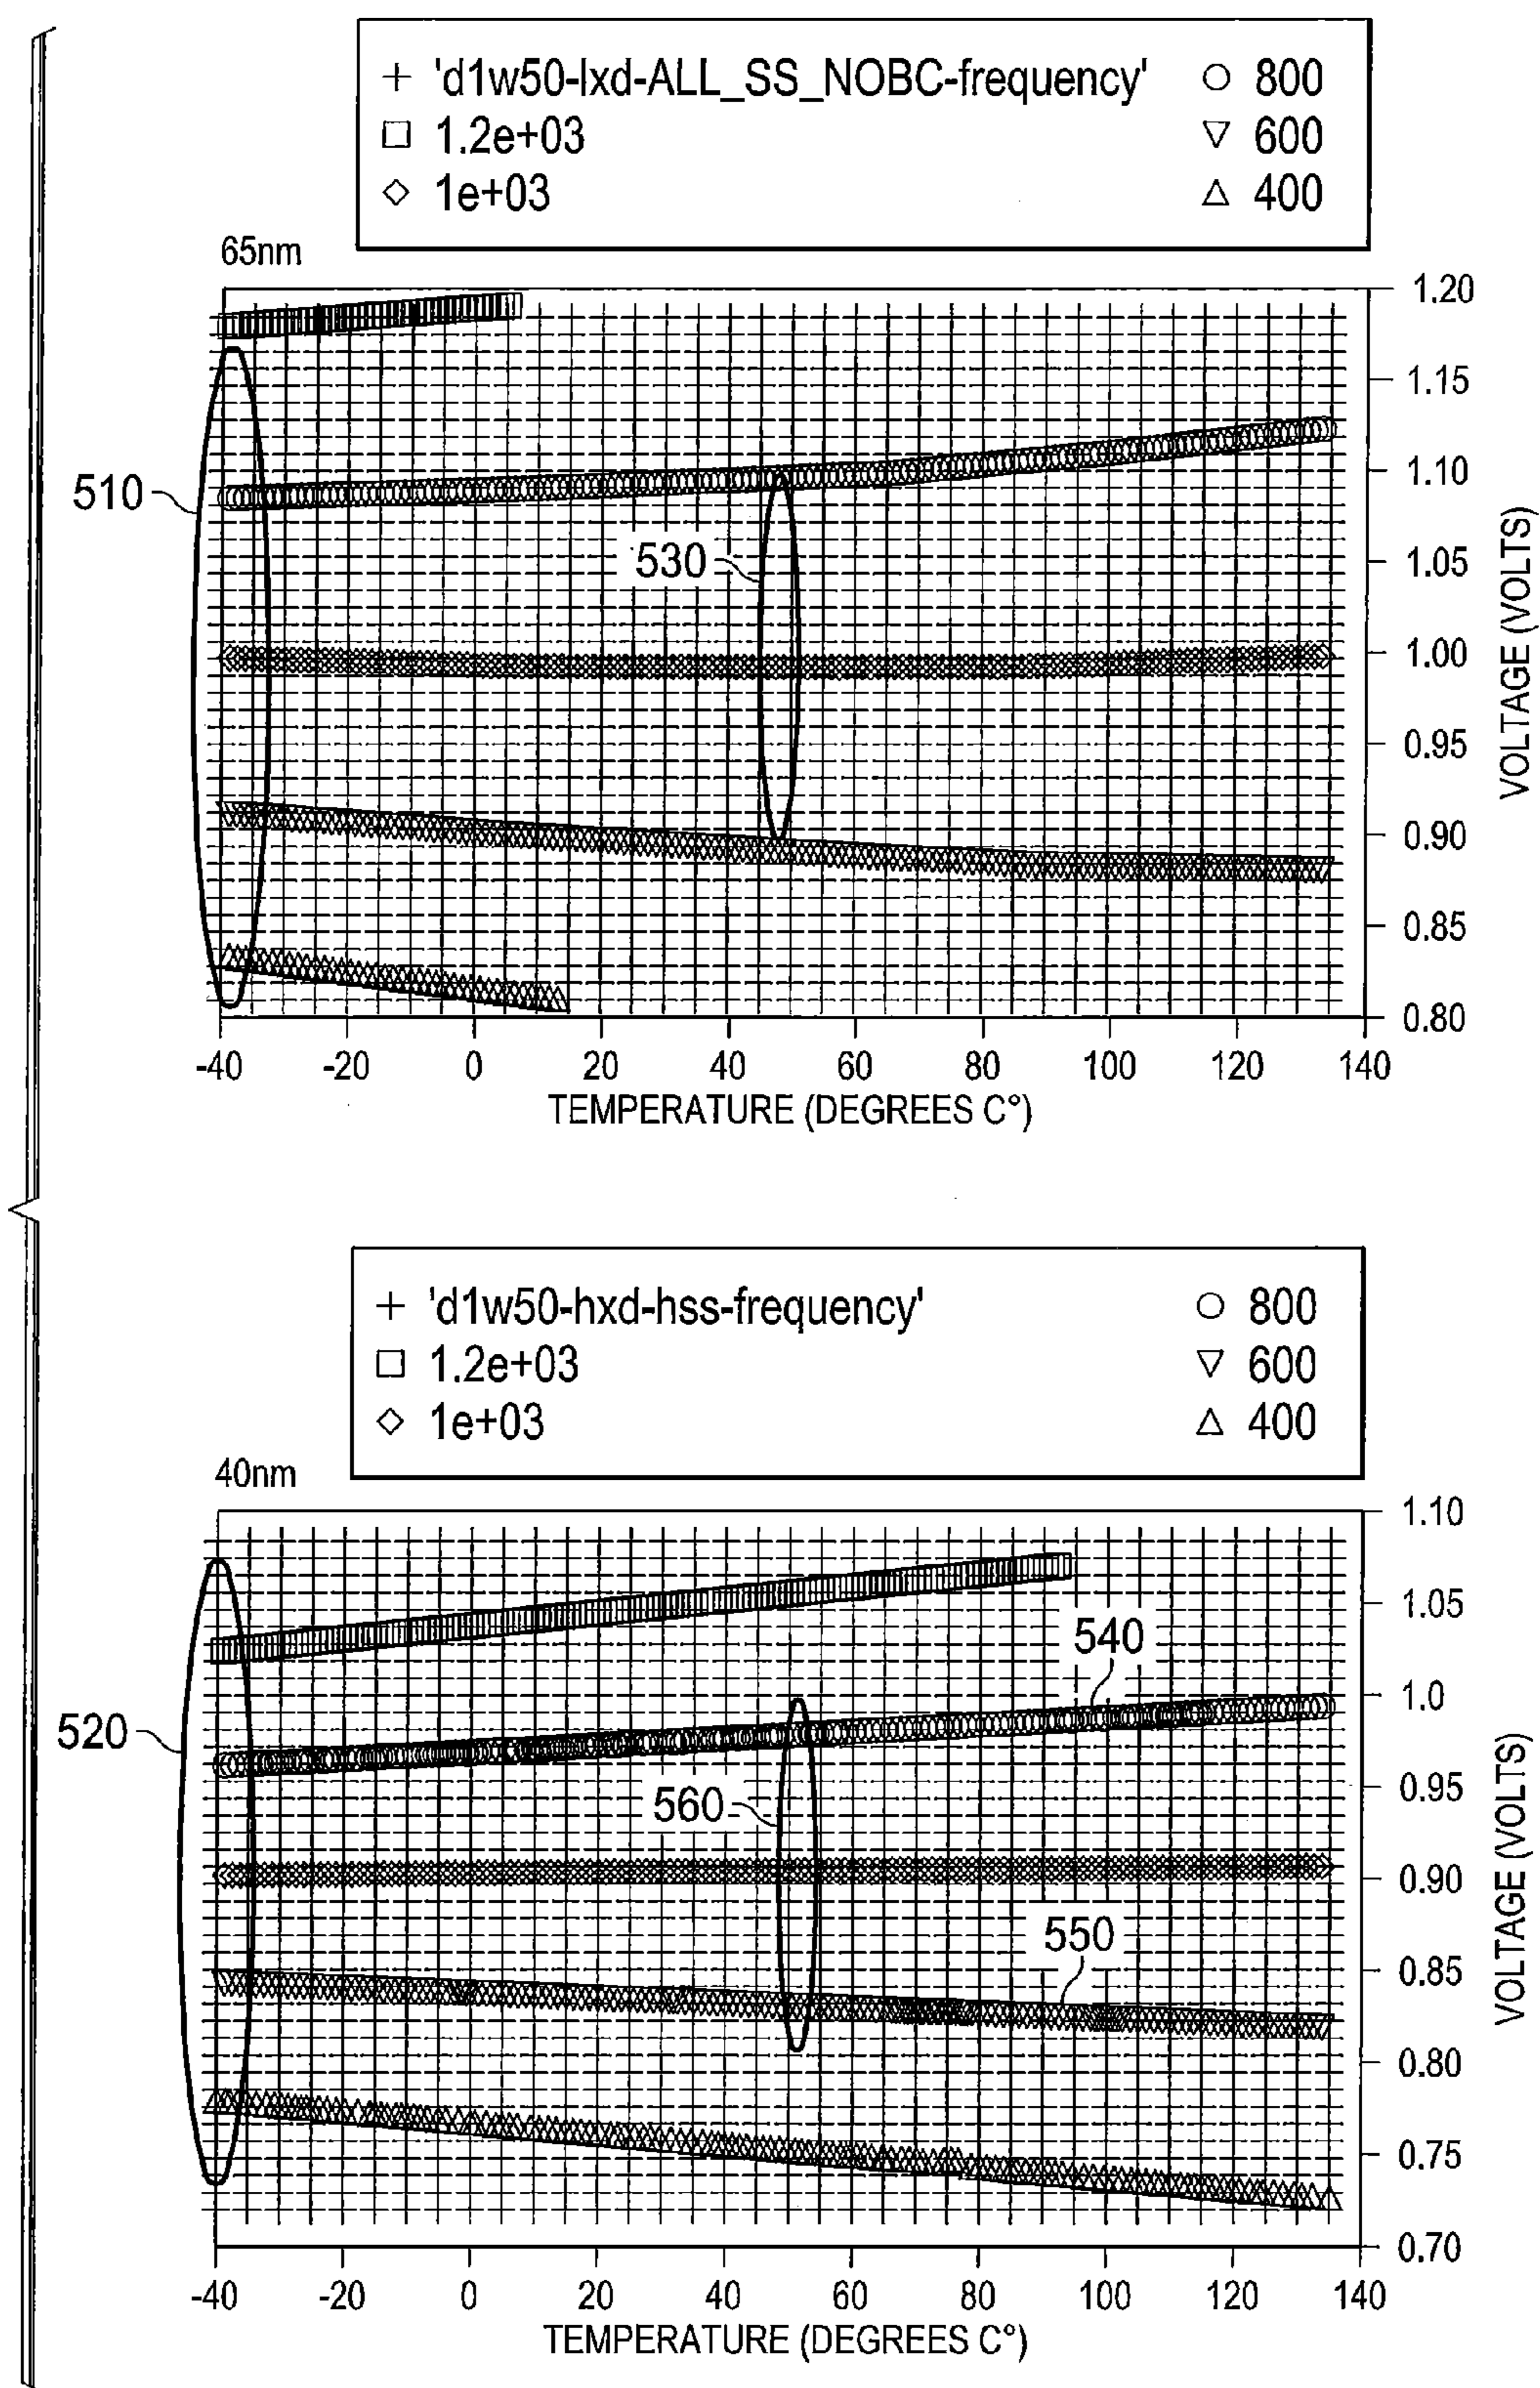 + 'd1w50-lxd-ALL_SS_NOBC-frequency' ○ 800
□ 1.2e+03 ▽ 600
◇ 1e+03 △ 400
65nm
1.20
1.15
1.10
1.05
1.00
0.95
0.90
0.85
0.80
VOLTAGE (VOLTS)
510
530
-40 -20 0 20 40 60 80 100 120 140
TEMPERATURE (DEGREES C°)
+ 'd1w50-hxd-hss-frequency' ○ 800
□ 1.2e+03 ▽ 600
◇ 1e+03 △ 400
40nm
1.10
1.05
1.0
0.95
0.90
0.85
0.80
0.75
0.70
VOLTAGE (VOLTS)
540
520
560
550
-40 -20 0 20 40 60 80 100 120 140
TEMPERATURE (DEGREES C°)